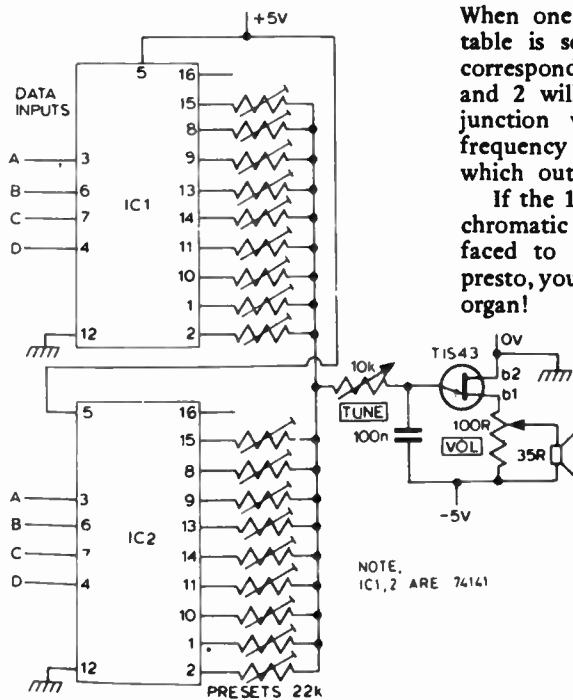 When one
table is s
correspond
and 2 wil
junction v
frequency
which out
If the 1
chromatic
faced to
presto, you
organ!
+5V
5
16
DATA
INPUTS
15
8
A
3
9
B
6
13
C
7
IC1
14
D
4
11
10
1
12
2
TIS43
0V
b2
10k
b1
TUNE
100R
100n
VOL
35R
-5V
5
16
15
8
A
3
9
B
6
13
C
7
IC2
14
D
4
11
10
1
12
2
NOTE,
IC1,2 ARE 74141
PRESETS 22k